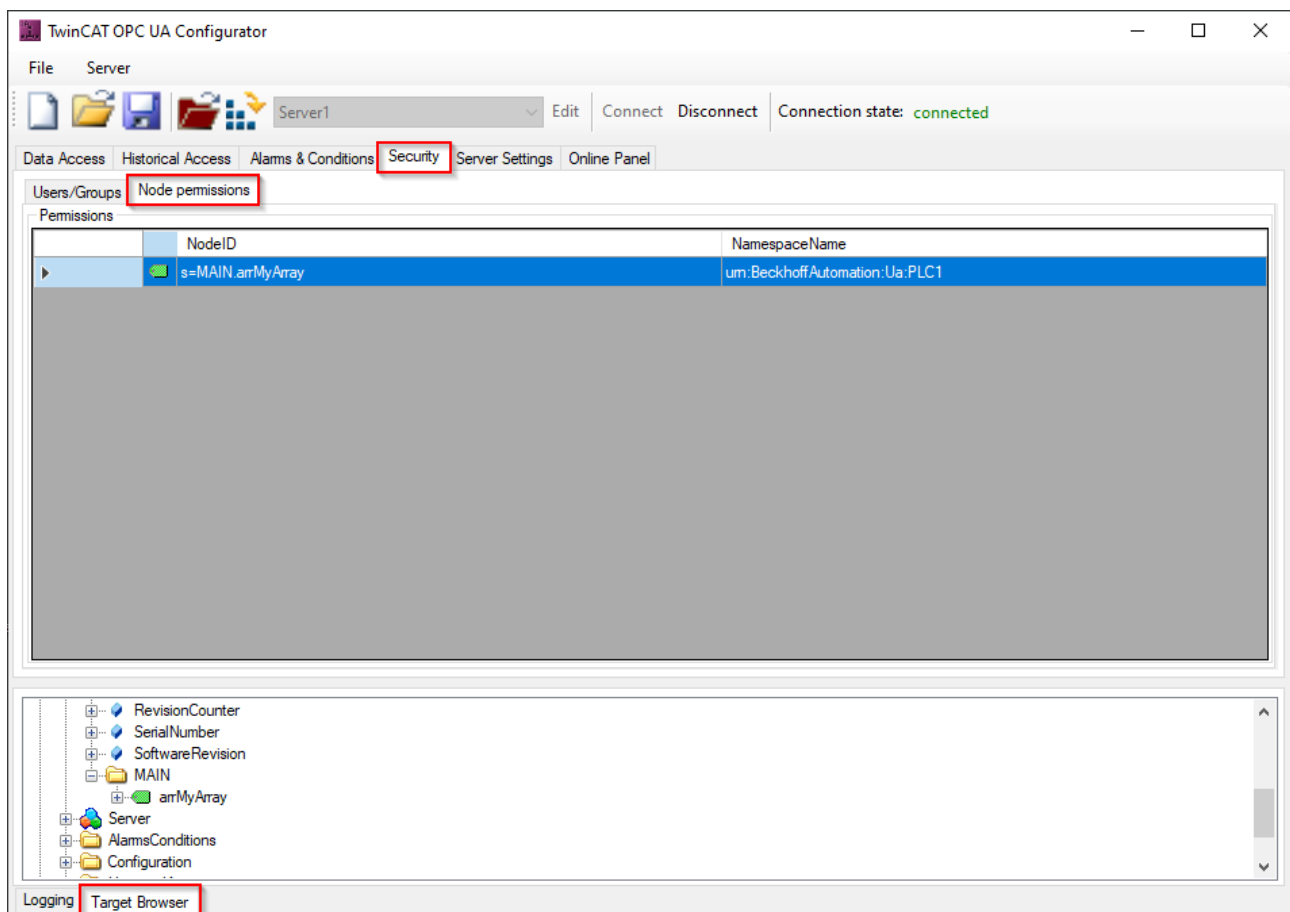 TwinCAT OPC UA Configurator
File Server
Server1 Edit Connect Disconnect Connection state: connected
Data Access Historical Access Alarms & Conditions Security Server Settings Online Panel
Users/Groups Node permissions
Permissions
NodeID NamespaceName
s=MAIN.arrMyArray urn:BeckhoffAutomation:Ua:PLC1
RevisionCounter
SerialNumber
SoftwareRevision
MAIN
arrMyArray
Server
AlarmsConditions
Configuration
Logging Target Browser